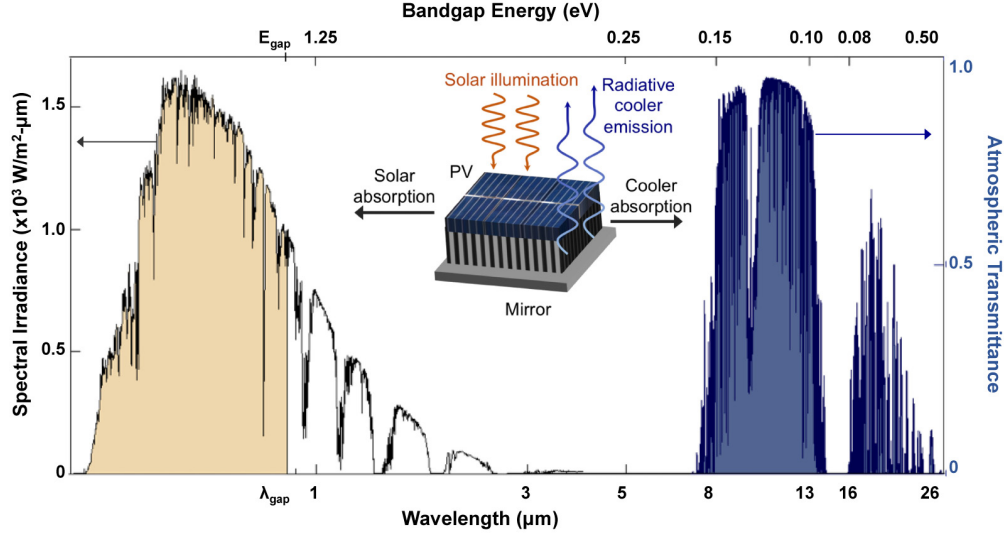 Bandgap Energy (eV)
E_gap 1.25 0.25 0.15 0.10 0.08 0.50
1.0
Solar illumination
Radiative
cooler
emission
1.5
PV
Solar
absorption
Cooler
absorption
1.0
0.5
Mirror
0.5
0
0
λ_gap 1 3 5 8 13 16 26
Wavelength (µm)
Spectral Irradiance (x10³ W/m²-µm)
Atmospheric Transmittance